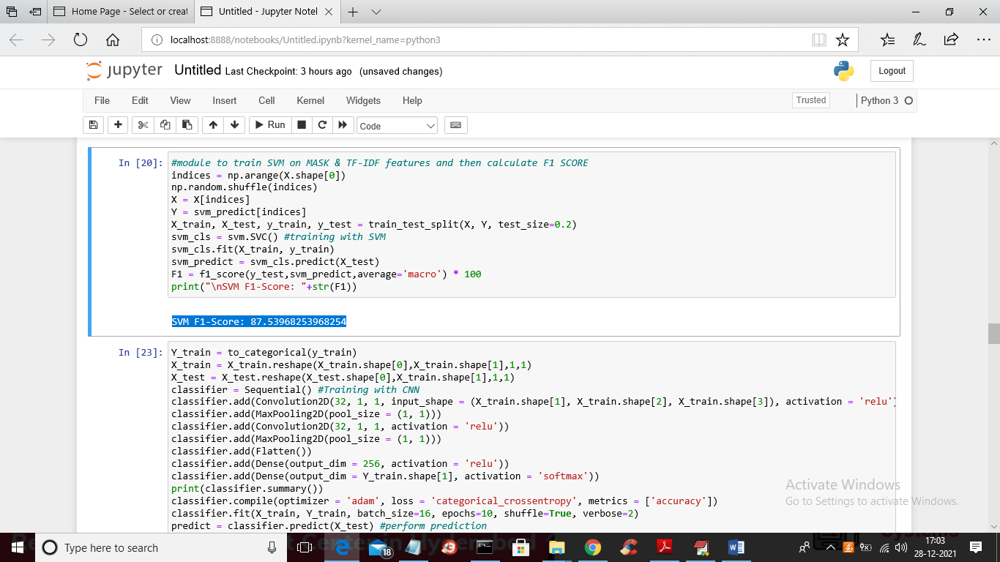 Home Page - Select or creat
Untitled - Jupyter Notel
localhost:8888/notebooks/Untitled.ipynb?kernel_name=python3
jupyter Untitled Last Checkpoint: 3 hours ago (unsaved changes)
Logout
File Edit View Insert Cell Kernel Widgets Help
Trusted
Python 3
Run
Code
In [20]:
#module to train SVM on MASK & TF-IDF features and then calculate F1 SCORE
indices = np.arange(X.shape[0])
np.random.shuffle(indices)
X = X[indices]
Y = svm_predict[indices]
X_train, X_test, y_train, y_test = train_test_split(X, Y, test_size=0.2)
svm_cls = svm.SVC() #training with SVM
svm_cls.fit(X_train, y_train)
svm_predict = svm_cls.predict(X_test)
F1 = f1_score(y_test,svm_predict,average='macro') * 100
print("\nSVM F1-Score: "+str(F1))
SVM F1-Score: 87.53968253968254
In [23]:
Y_train = to_categorical(y_train)
X_train = X_train.reshape(X_train.shape[0],X_train.shape[1],1,1)
X_test = X_test.reshape(X_test.shape[0],X_train.shape[1],1,1)
classifier = Sequential() #Training with CNN
classifier.add(Convolution2D(32, 1, 1, input_shape = (X_train.shape[1], X_train.shape[2], X_train.shape[3]), activation = 'relu')
classifier.add(MaxPooling2D(pool_size = (1, 1)))
classifier.add(Convolution2D(32, 1, 1, activation = 'relu'))
classifier.add(MaxPooling2D(pool_size = (1, 1)))
classifier.add(Flatten())
classifier.add(Dense(output_dim = 256, activation = 'relu'))
classifier.add(Dense(output_dim = Y_train.shape[1], activation = 'softmax'))
print(classifier.summary())
classifier.compile(optimizer = 'adam', loss = 'categorical_crossentropy', metrics = ['accuracy'])
classifier.fit(X_train, Y_train, batch_size=16, epochs=10, shuffle=True, verbose=2)
predict = classifier.predict(X_test) #perform prediction
Activate Windows
Go to Settings to activate Windows.
Type here to search
18
17:03
28-12-2021